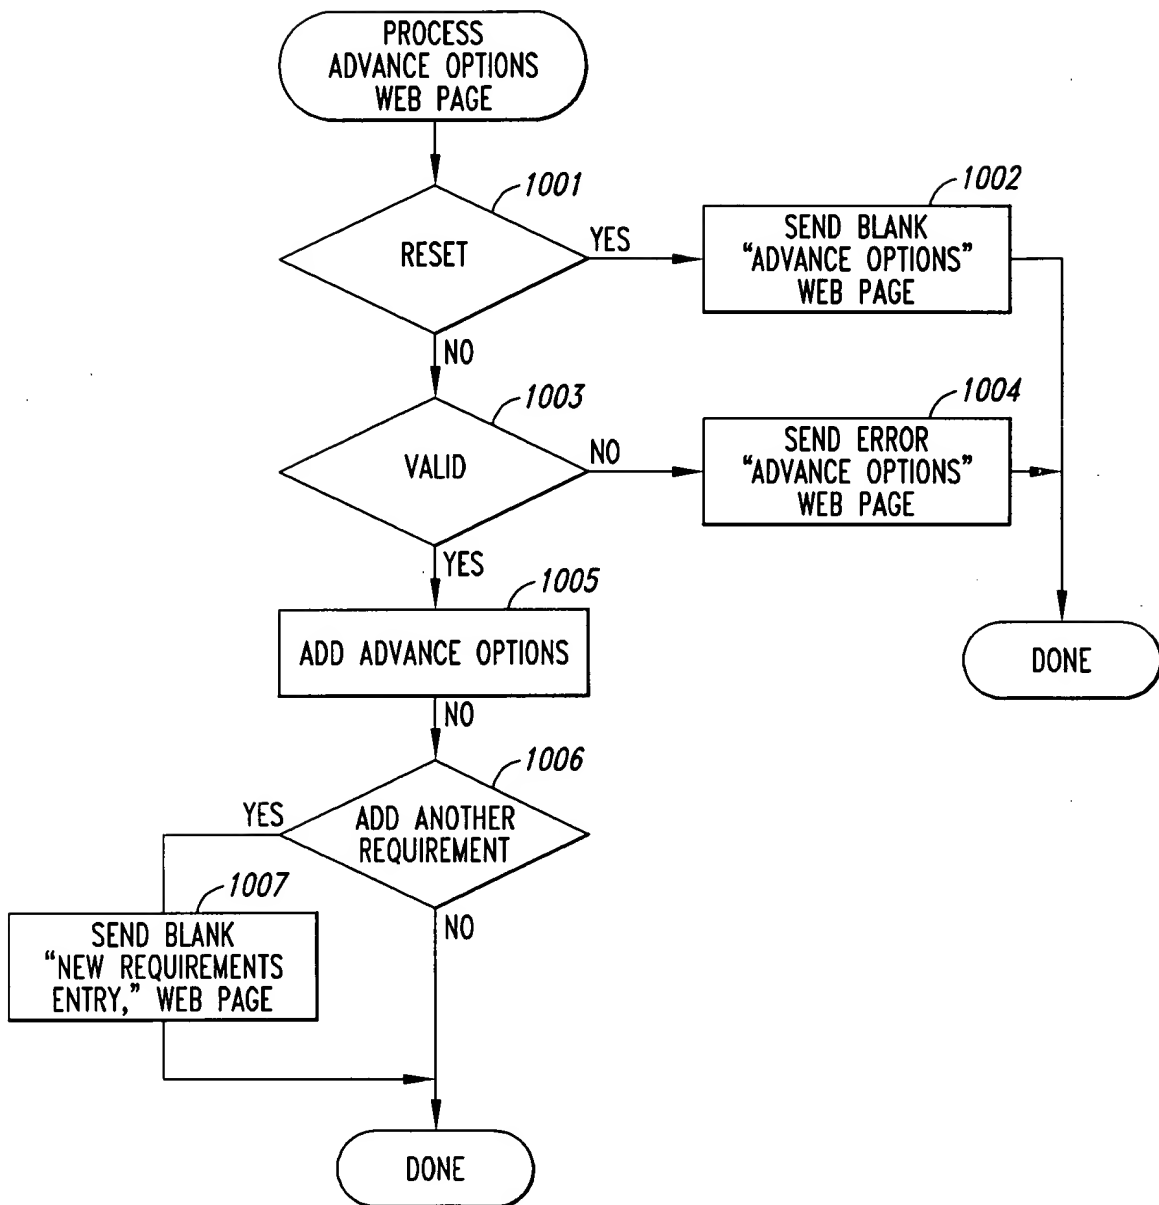 PROCESS
ADVANCE OPTIONS
WEB PAGE
1001
RESET
YES
1002
SEND BLANK
“ADVANCE OPTIONS”
WEB PAGE
NO
1003
VALID
NO
1004
SEND ERROR
“ADVANCE OPTIONS”
WEB PAGE
YES
1005
ADD ADVANCE OPTIONS
DONE
NO
1006
YES
ADD ANOTHER
REQUIREMENT
1007
SEND BLANK
“NEW REQUIREMENTS
ENTRY,” WEB PAGE
NO
DONE